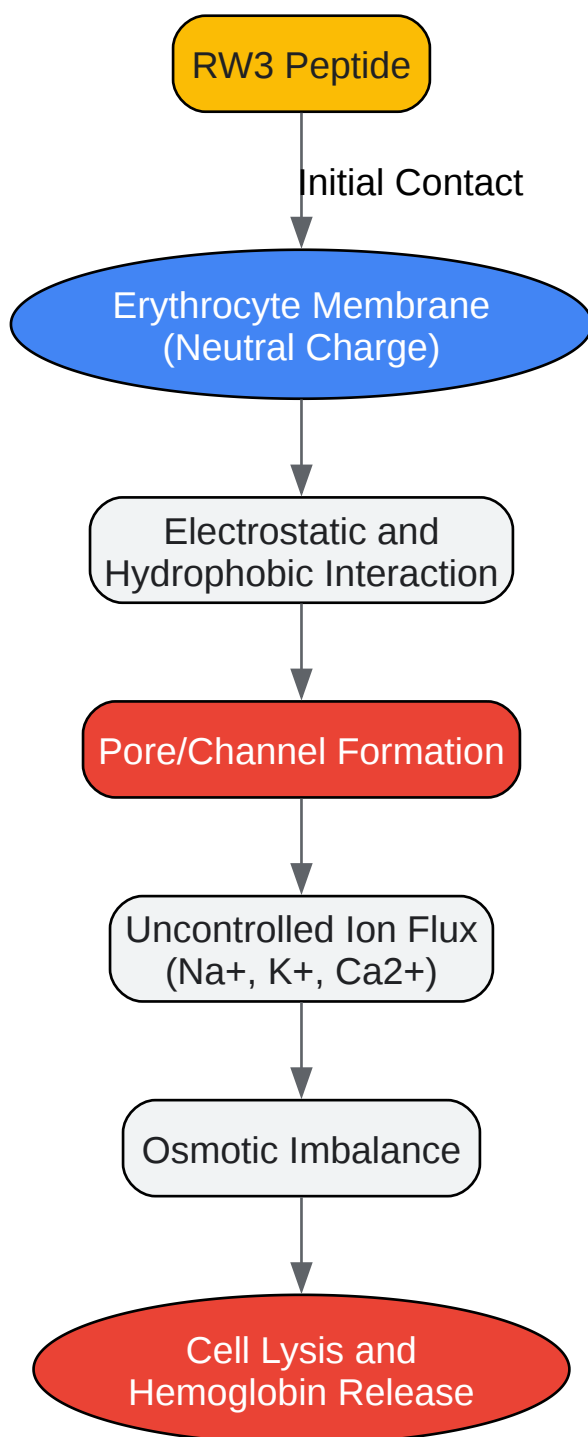 RW3 Peptide
Initial Contact
Erythrocyte Membrane
(Neutral Charge)
Electrostatic and
Hydrophobic Interaction
Pore/Channel Formation
Uncontrolled Ion Flux
(Na+, K+, Ca2+)
Osmotic Imbalance
Cell Lysis and
Hemoglobin Release